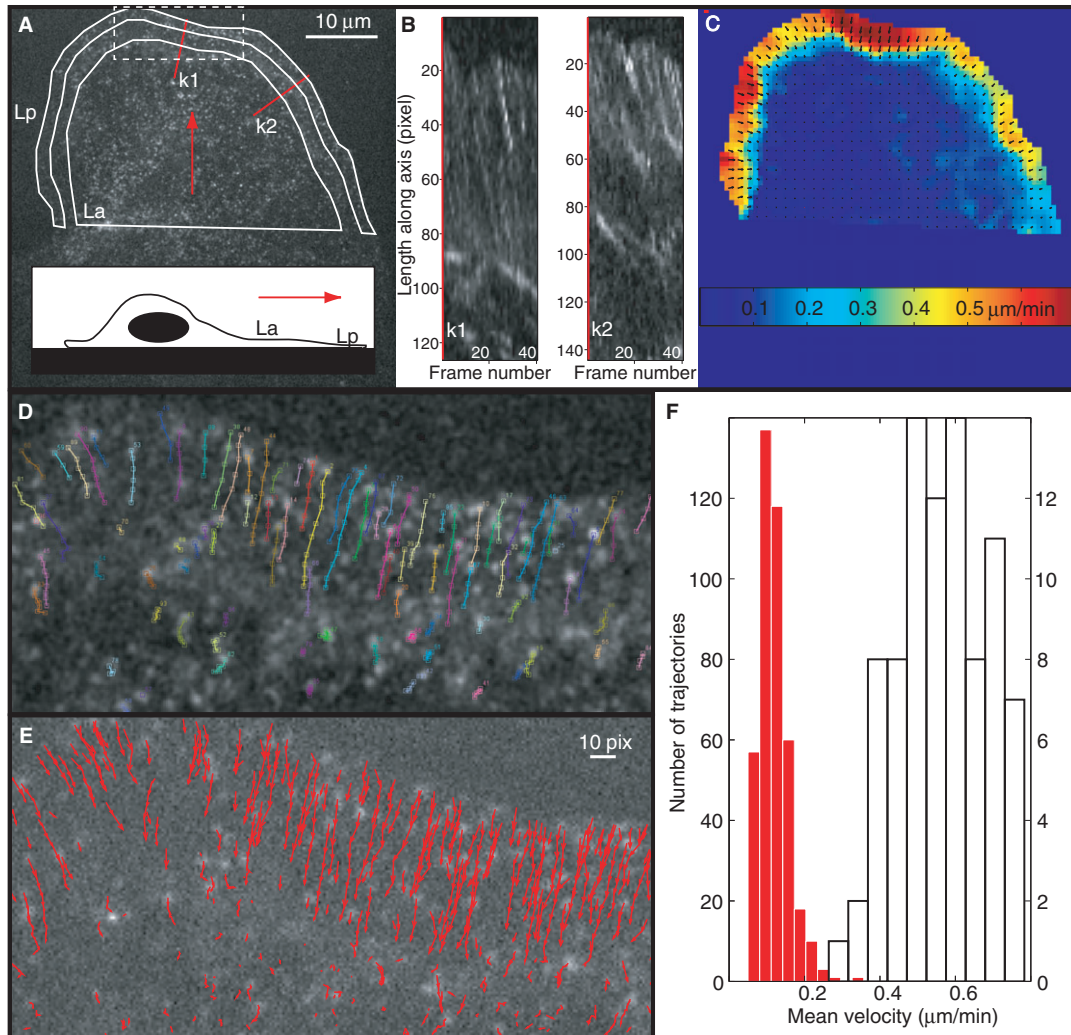 A
10 μm
k1
k2
Lp
La
La
Lp
B
Length along axis (pixel)
20
40
60
80
100
120
k1
20
40
Frame number
20
40
60
80
100
120
140
k2
20
40
Frame number
C
0.1
0.2
0.3
0.4
0.5
μm/min
D
E
10 pix
F
Number of trajectories
120
100
80
60
40
20
0
12
10
8
6
4
2
0
0.2
0.4
0.6
Mean velocity (μm/min)